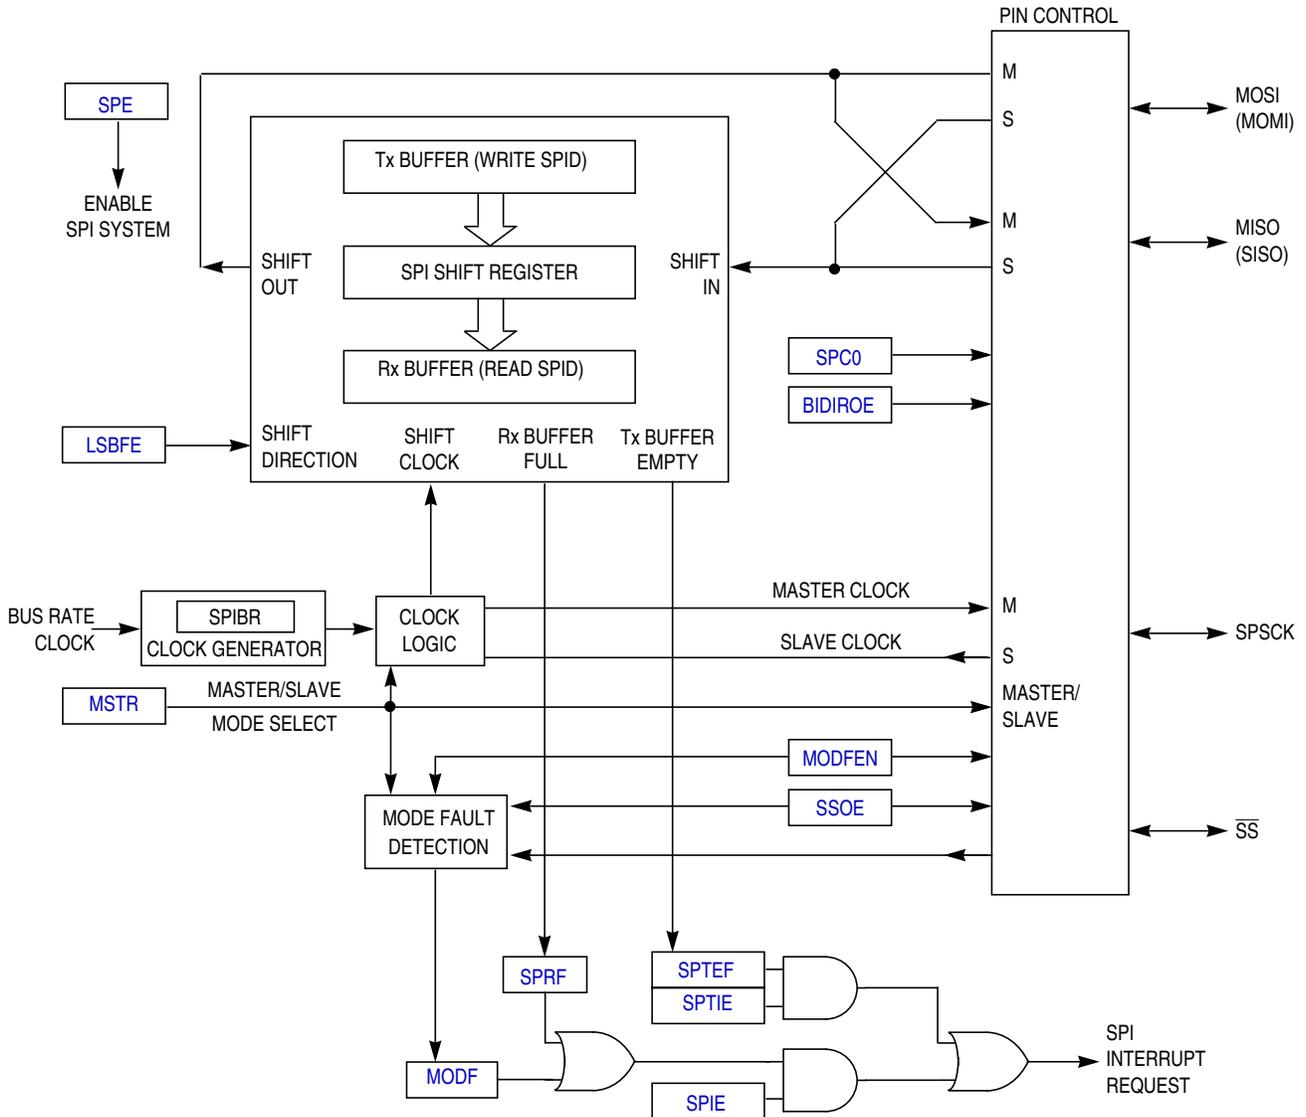 PIN CONTROL
M
SPE
MOSI
(MOMI)
S
Tx BUFFER (WRITE SPID)
ENABLE
SPI SYSTEM
M
MISO
(SISO)
SHIFT
OUT
SPI SHIFT REGISTER
SHIFT
IN
S
SPC0
Rx BUFFER (READ SPID)
BIDIROE
LSBFE
SHIFT
DIRECTION
SHIFT
CLOCK
Rx BUFFER
FULL
Tx BUFFER
EMPTY
MASTER CLOCK
M
BUS RATE
CLOCK
SPIBR
CLOCK GENERATOR
CLOCK
LOGIC
SLAVE CLOCK
S
SPSCK
MSTR
MASTER/SLAVE
MODE SELECT
MASTER/
SLAVE
MODFEN
SSOE
MODE FAULT
DETECTION
SS
SPRF
SPTEF
SPTIE
SPI
INTERRUPT
REQUEST
MODF
SPIE